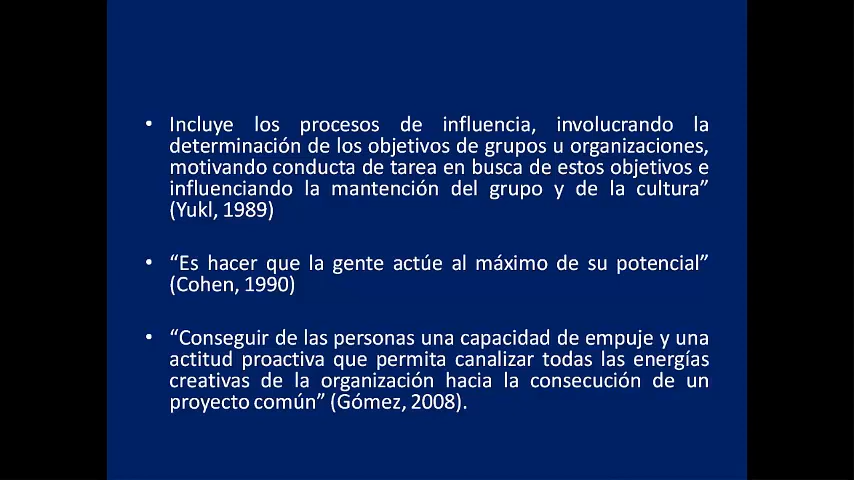 • Incluye los procesos de influencia, involucrando la
determinación de los objetivos de grupos u organizaciones,
motivando conducta de tarea en busca de estos objetivos e
influenciando la mantención del grupo y de la cultura”
(Yukl, 1989)
• “Es hacer que la gente actúe al máximo de su potencial”
(Cohen, 1990)
• “Conseguir de las personas una capacidad de empuje y una
actitud proactiva que permita canalizar todas las energías
creativas de la organización hacia la consecución de un
proyecto común” (Gómez, 2008).